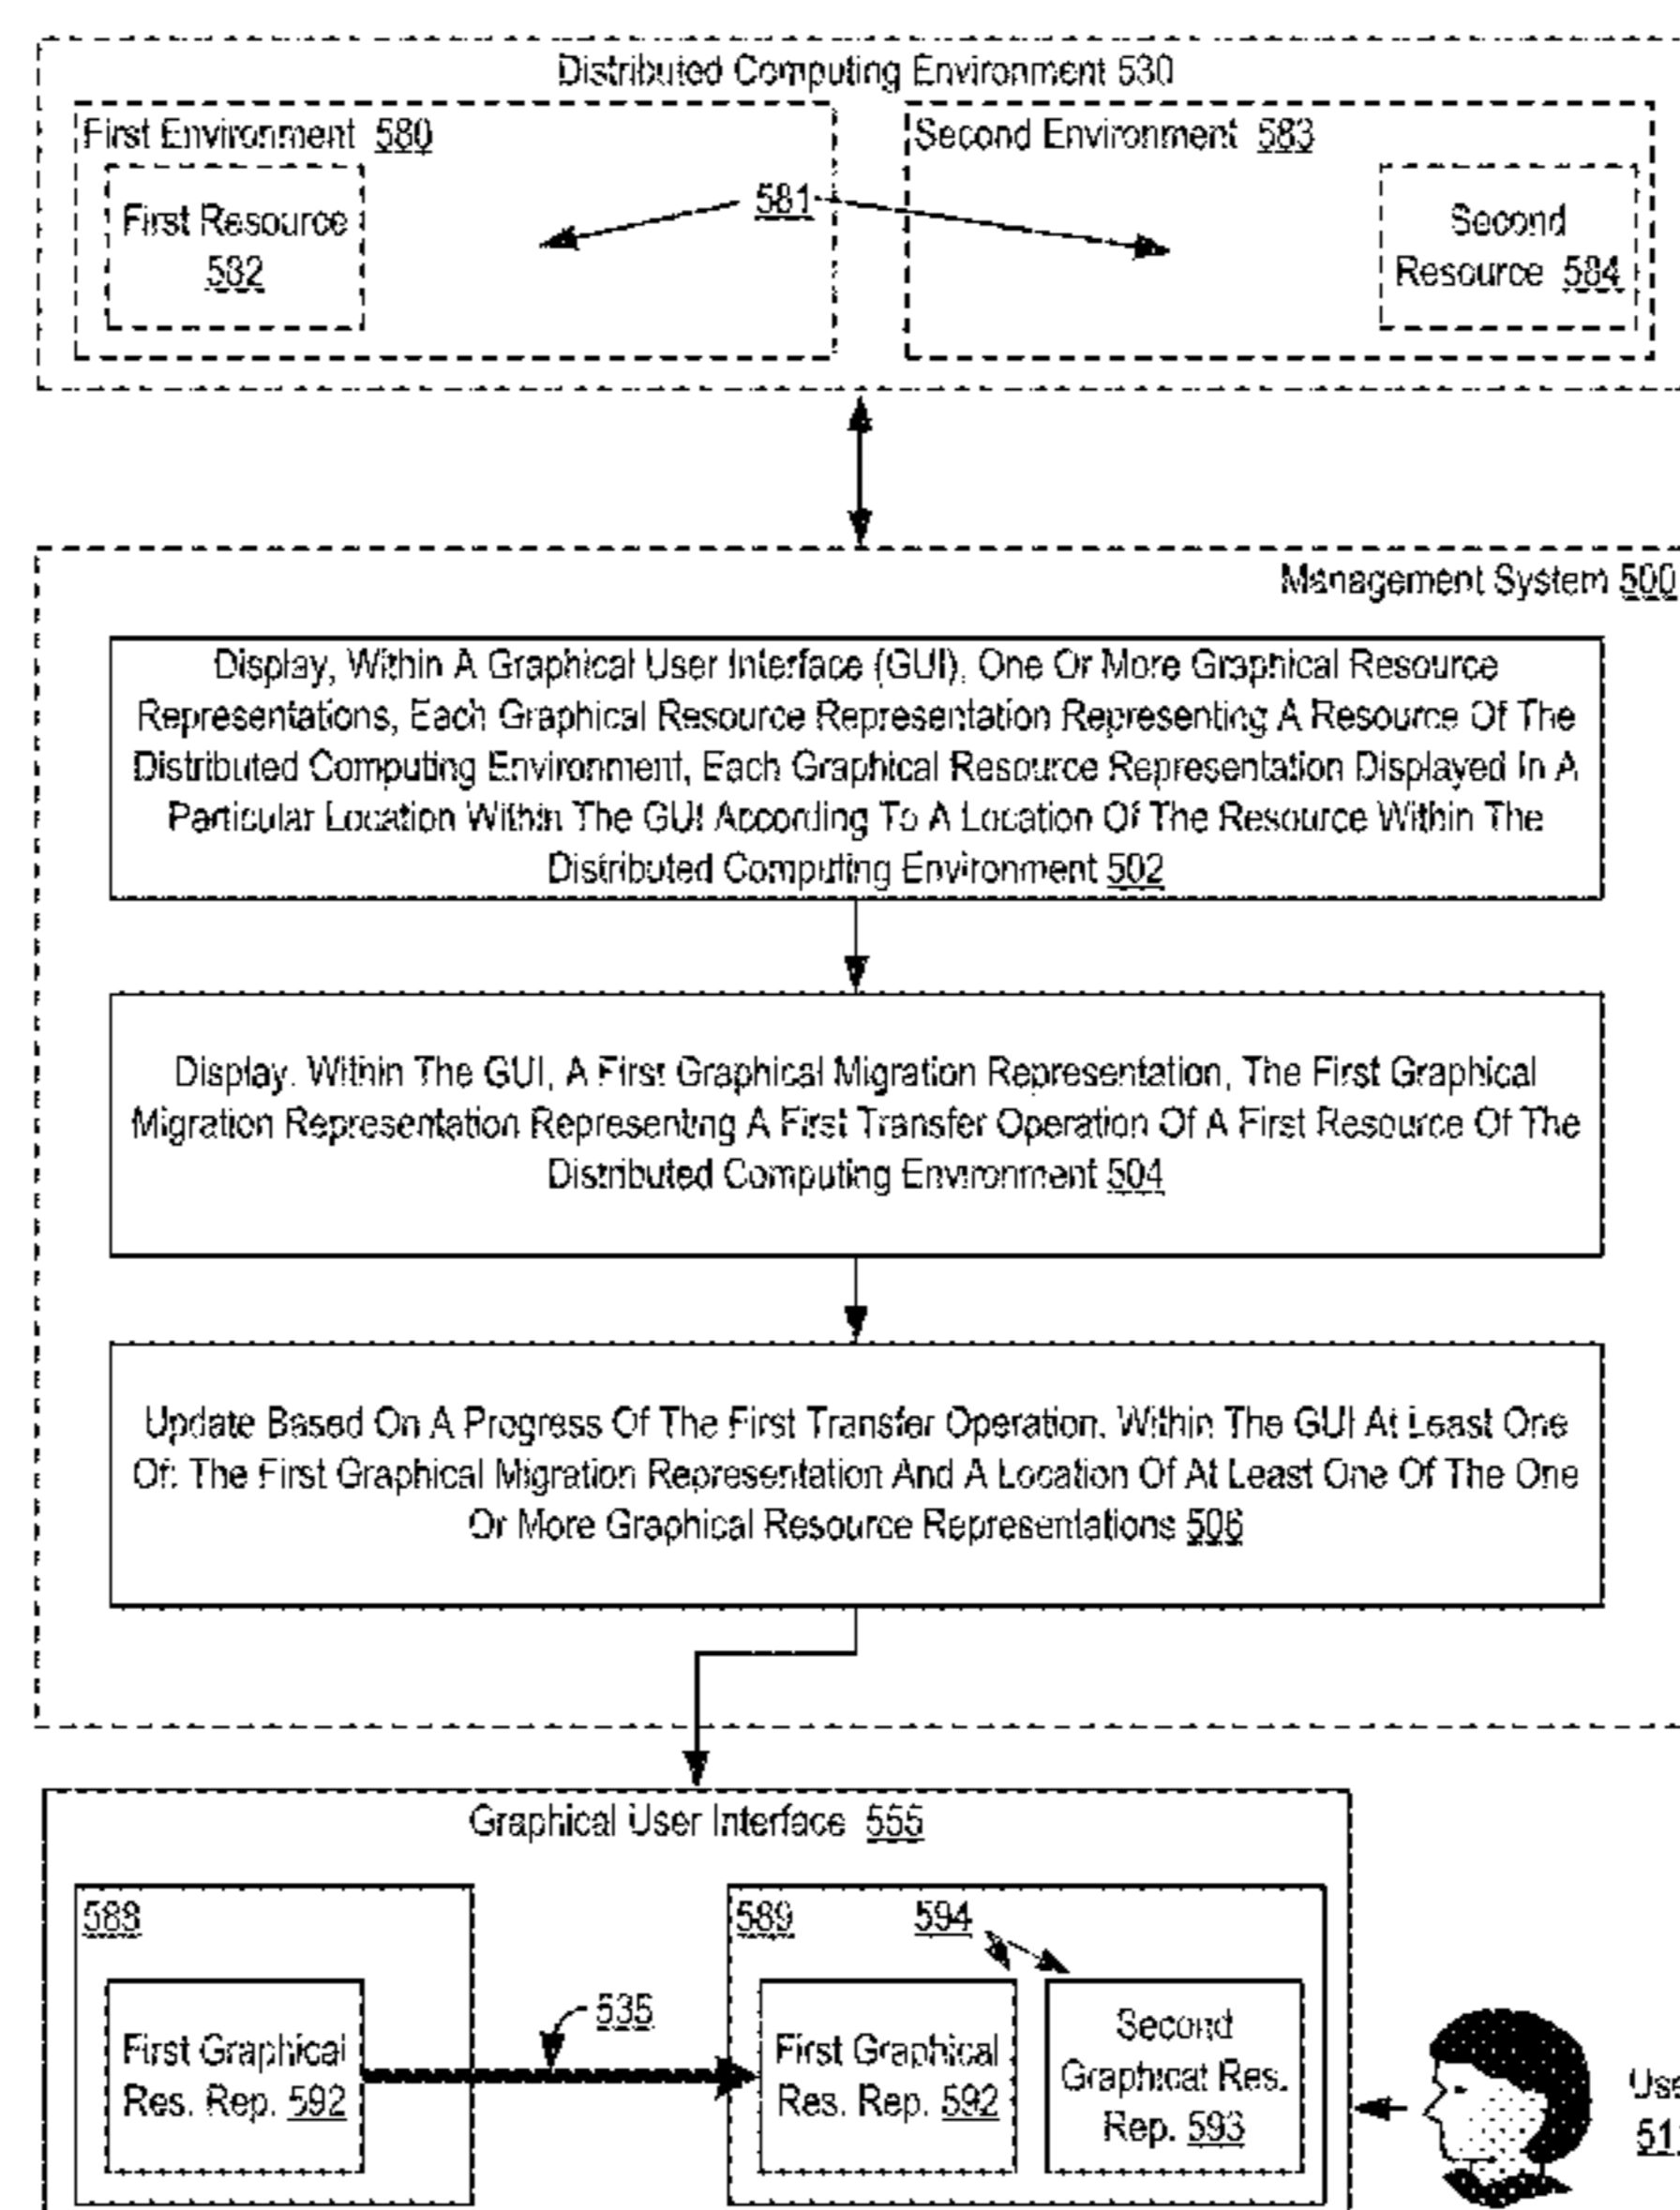 Distributed Computing Environment 530
First Environment 580
Second Environment 583
First Resource
582
581
Second
Resource 584
Management System 500
Display, Within A Graphical User Interface (GUI), One Or More Graphical Resource
Representations, Each Graphical Resource Representation Representing A Resource Of The
Distributed Computing Environment, Each Graphical Resource Representation Displayed In A
Particular Location Within The GUI According To A Location Of The Resource Within The
Distributed Computing Environment 502
Display, Within The GUI, A First Graphical Migration Representation, The First Graphical
Migration Representation Representing A First Transfer Operation Of A First Resource Of The
Distributed Computing Environment 504
Update Based On A Progress Of The First Transfer Operation, Within The GUI At Least One
Of: The First Graphical Migration Representation And A Location Of At Least One Of The One
Or More Graphical Resource Representations 506
Graphical User Interface 555
588
589
594
First Graphical
Res. Rep. 592
535
First Graphical
Res. Rep. 592
Second
Graphical Res.
Rep. 593